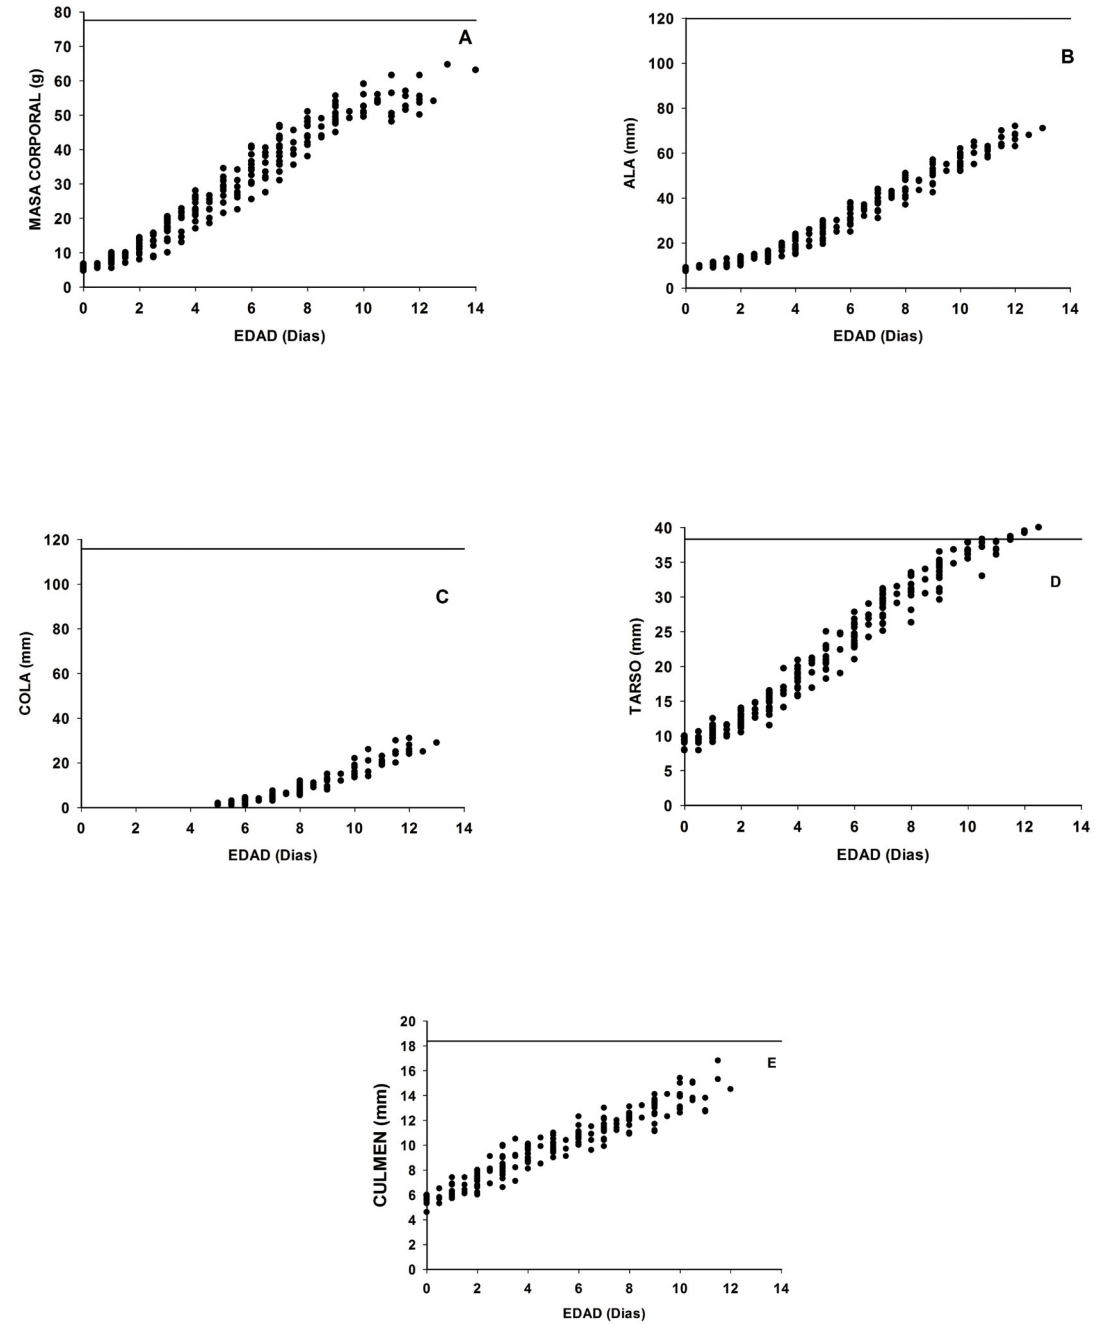 80
70
60
50
40
30
20
10
0
MASA CORPORAL (g)
A
0 2 4 6 8 10 12 14
EDAD (Dias)
120
100
80
60
40
20
0
ALA (mm)
B
0 2 4 6 8 10 12 14
EDAD (Dias)
120
100
80
60
40
20
0
COLA (mm)
C
0 2 4 6 8 10 12 14
EDAD (Dias)
40
35
30
25
20
15
10
5
0
TARSO (mm)
D
0 2 4 6 8 10 12 14
EDAD (Dias)
20
18
16
14
12
10
8
6
4
2
0
CULMEN (mm)
E
0 2 4 6 8 10 12 14
EDAD (Dias)